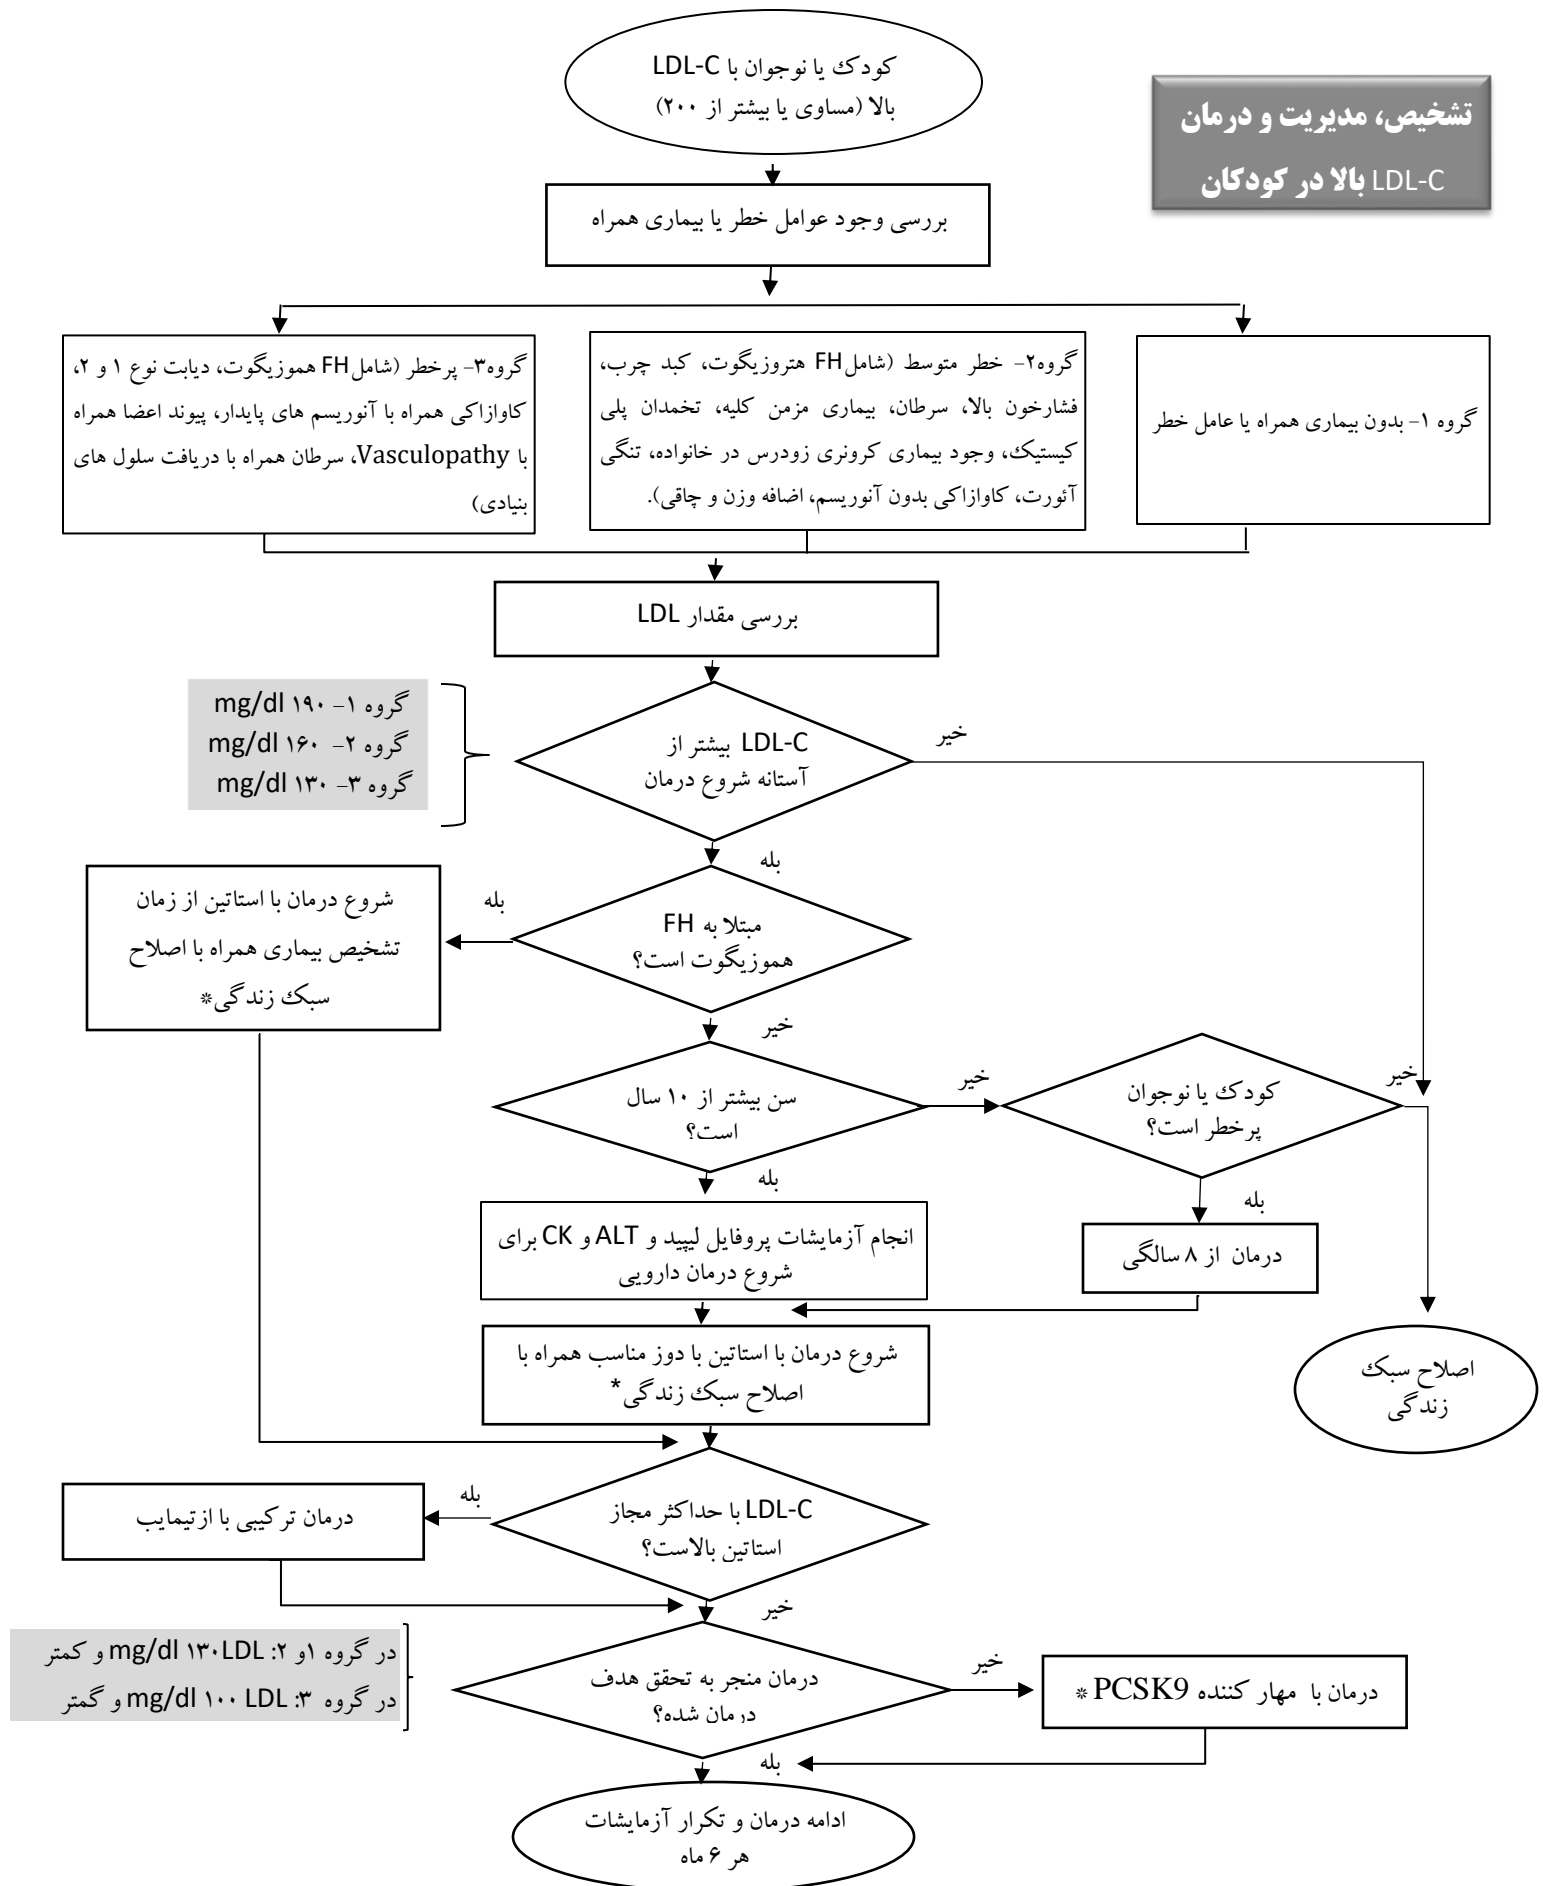 تشخیص، مدیریت و درمان
LDL-C بالا در کودکان
کودک یا نوجوان با LDL-C
بالا (مساوی یا بیشتر از ۲۰۰)
بررسی وجود عوامل خطر یا بیماری همراه
گروه ۱- بدون بیماری همراه یا عامل خطر
گروه۲- خطر متوسط (شامل FH هتروزیگوت، کبد چرب،
فشارخون بالا، سرطان، بیماری مزمن کلیه، تخمدان پلی
کیستیک، وجود بیماری کرونری زودرس در خانواده، تنگی
آئورت، کاوازاکی بدون آنوریسم، اضافه وزن و چاقی).
گروه۳- پرخطر (شامل FH هموزیگوت، دیابت نوع ۱ و ۲،
کاوازاکی همراه با آنوریسم های پایدار، پیوند اعضا همراه
با Vasculopathy، سرطان همراه با دریافت سلول های
بنیادی)
بررسی مقدار LDL
LDL-C بیشتر از
آستانه شروع درمان
گروه ۱- ۱۹۰ mg/dl
گروه ۲- ۱۶۰ mg/dl
گروه ۳- ۱۳۰ mg/dl
خیر
بله
مبتلا به FH
هموزیگوت است؟
بله
شروع درمان با استاتین از زمان
تشخیص بیماری همراه با اصلاح
سبک زندگی*
خیر
سن بیشتر از ۱۰ سال
است؟
خیر
کودک یا نوجوان
پرخطر است؟
خیر
بله
بله
درمان از ۸ سالگی
انجام آزمایشات پروفایل لیپید و ALT و CK برای
شروع درمان دارویی
شروع درمان با استاتین با دوز مناسب همراه با
اصلاح سبک زندگی*
اصلاح سبک
زندگی
LDL-C با حداکثر مجاز
استاتین بالاست؟
بله
درمان ترکیبی با ازتیمایب
خیر
درمان منجر به تحقق هدف
درمان شده؟
در گروه ۱و ۲: LDL۱۳۰ mg/dl و کمتر
در گروه ۳: LDL ۱۰۰ mg/dl و گمتر
خیر
درمان با مهار کننده PCSK9 *
بله
ادامه درمان و تکرار آزمایشات
هر ۶ ماه